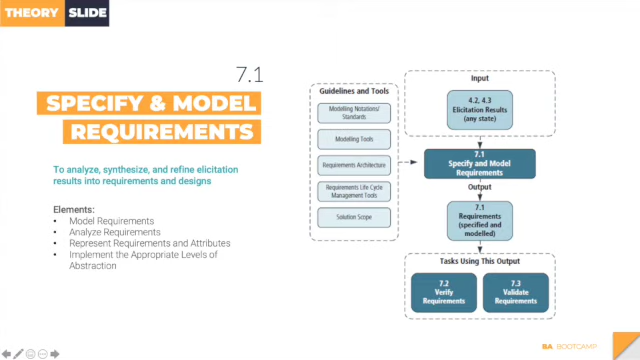 THEORY SLIDE
7.1
SPECIFY & MODEL
REQUIREMENTS
To analyze, synthesize, and refine elicitation
results into requirements and designs
Elements:
• Model Requirements
• Analyze Requirements
• Represent Requirements and Attributes
• Implement the Appropriate Levels of
Abstraction
Guidelines and Tools
Modelling Notations/
Standards
Modelling Tools
Requirements Architecture
Requirements Life Cycle
Management Tools
Solution Scope
Input
4.2, 4.3
Elicitation Results
(any state)
7.1
Specify and Model
Requirements
Output
7.1
Requirements
(specified and
modelled)
Tasks Using This Output
7.2
Verify
Requirements
7.3
Validate
Requirements
BA BOOTCAMP